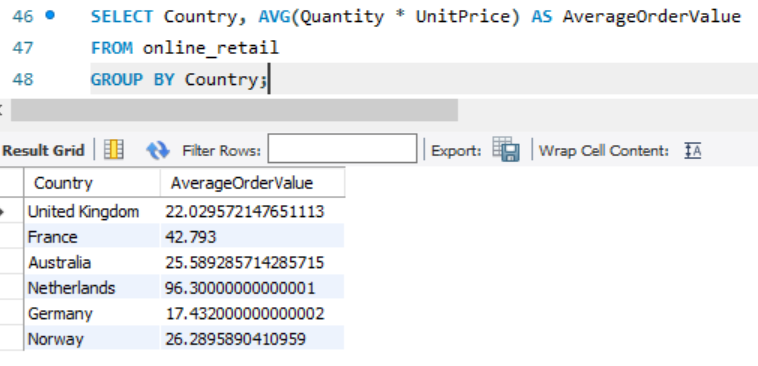 46 SELECT Country, AVG(Quantity * UnitPrice) AS AverageOrderValue
47 FROM online_retail
48 GROUP BY Country;
Result Grid Filter Rows: Export: Wrap Cell Content: IA
Country AverageOrderValue
United Kingdom 22.029572147651113
France 42.793
Australia 25.589285714285715
Netherlands 96.30000000000001
Germany 17.432000000000002
Norway 26.2895890410959